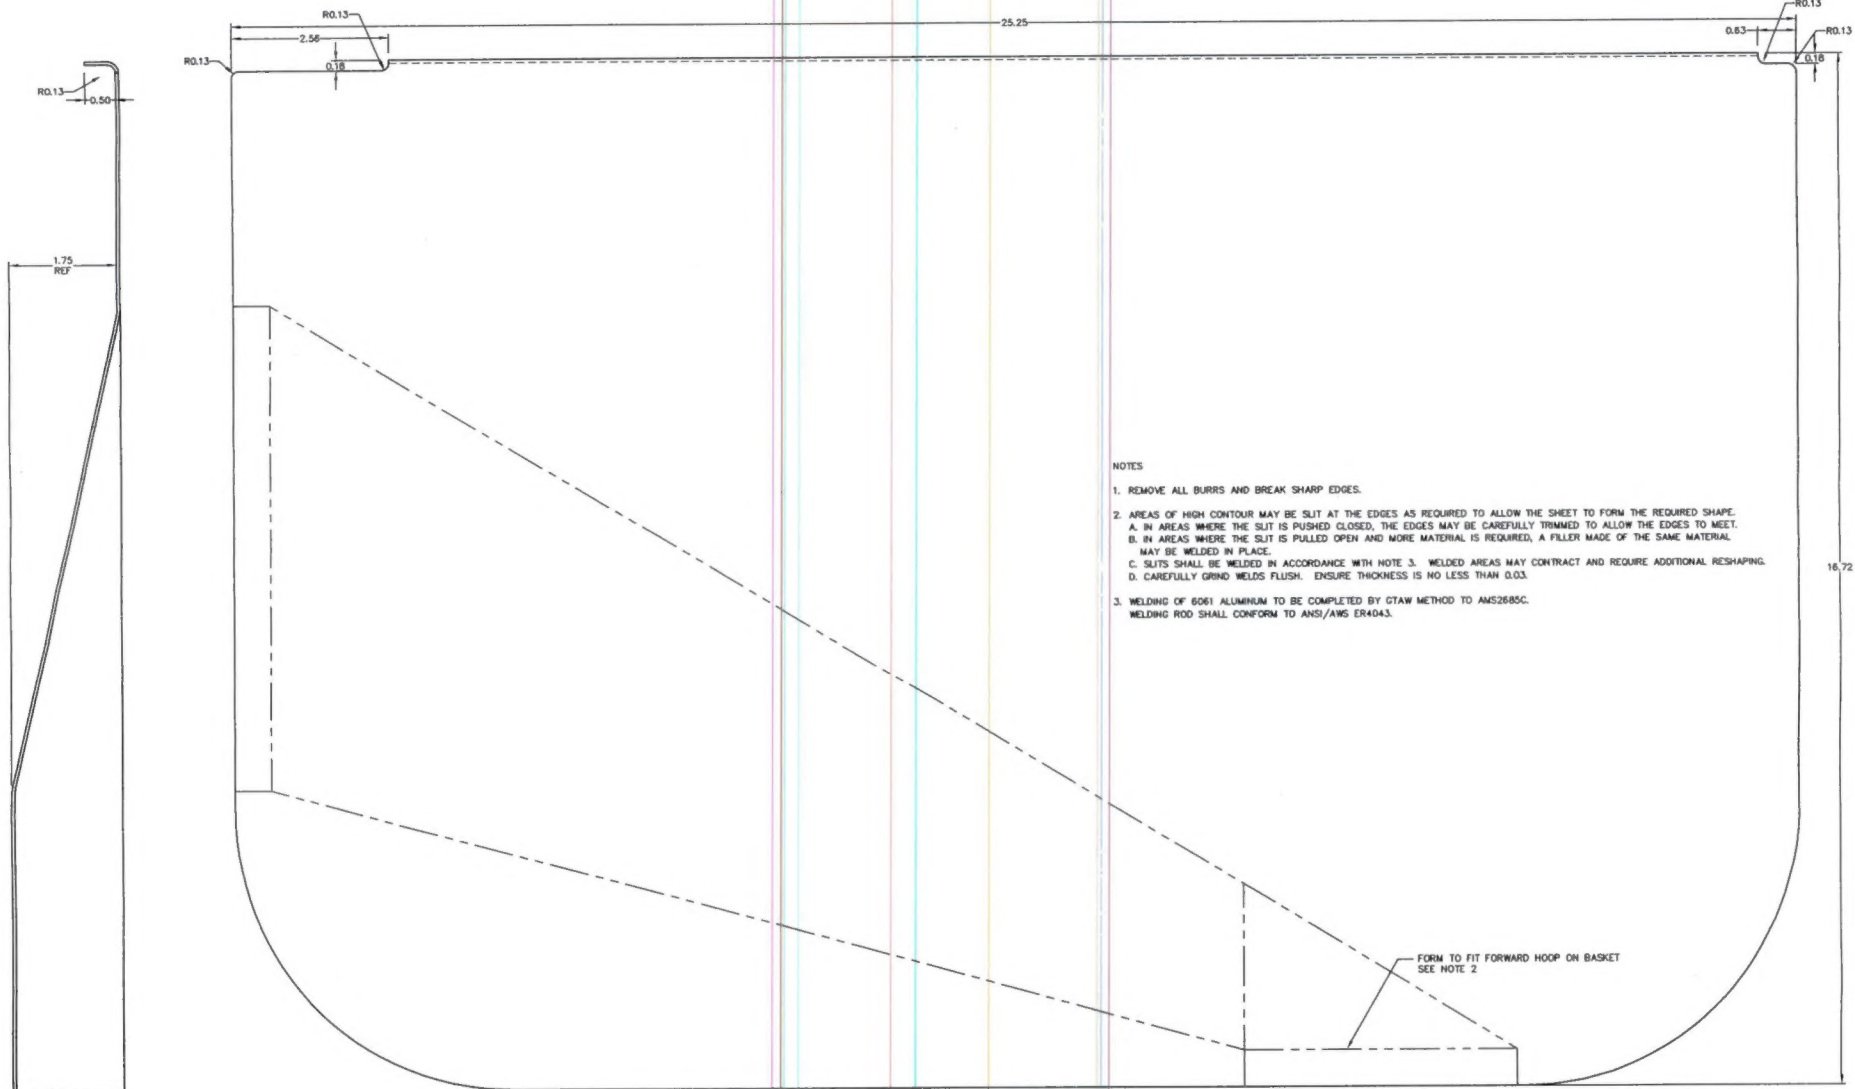 R0.13
25.25
R0.13
2.56
0.63
R0.13
R0.13
0.18
0.18
R0.13
0.50
1.75
REF
NOTES
1. REMOVE ALL BURRS AND BREAK SHARP EDGES.
2. AREAS OF HIGH CONTOUR MAY BE SLIT AT THE EDGES AS REQUIRED TO ALLOW THE SHEET TO FORM THE REQUIRED SHAPE.
A. IN AREAS WHERE THE SLIT IS PUSHED CLOSED, THE EDGES MAY BE CAREFULLY TRIMMED TO ALLOW THE EDGES TO MEET.
B. IN AREAS WHERE THE SLIT IS PULLED OPEN AND MORE MATERIAL IS REQUIRED, A FILLER MADE OF THE SAME MATERIAL
MAY BE WELDED IN PLACE.
C. SLITS SHALL BE WELDED IN ACCORDANCE WITH NOTE 3. WELDED AREAS MAY CONTRACT AND REQUIRE ADDITIONAL RESHAPING.
D. CAREFULLY GRIND WELDS FLUSH. ENSURE THICKNESS IS NO LESS THAN 0.03.
3. WELDING OF 6061 ALUMINUM TO BE COMPLETED BY GTAW METHOD TO AMS2685C.
WELDING ROD SHALL CONFORM TO ANSI/AWS ER4043.
16.72
FORM TO FIT FORWARD HOOP ON BASKET
SEE NOTE 2